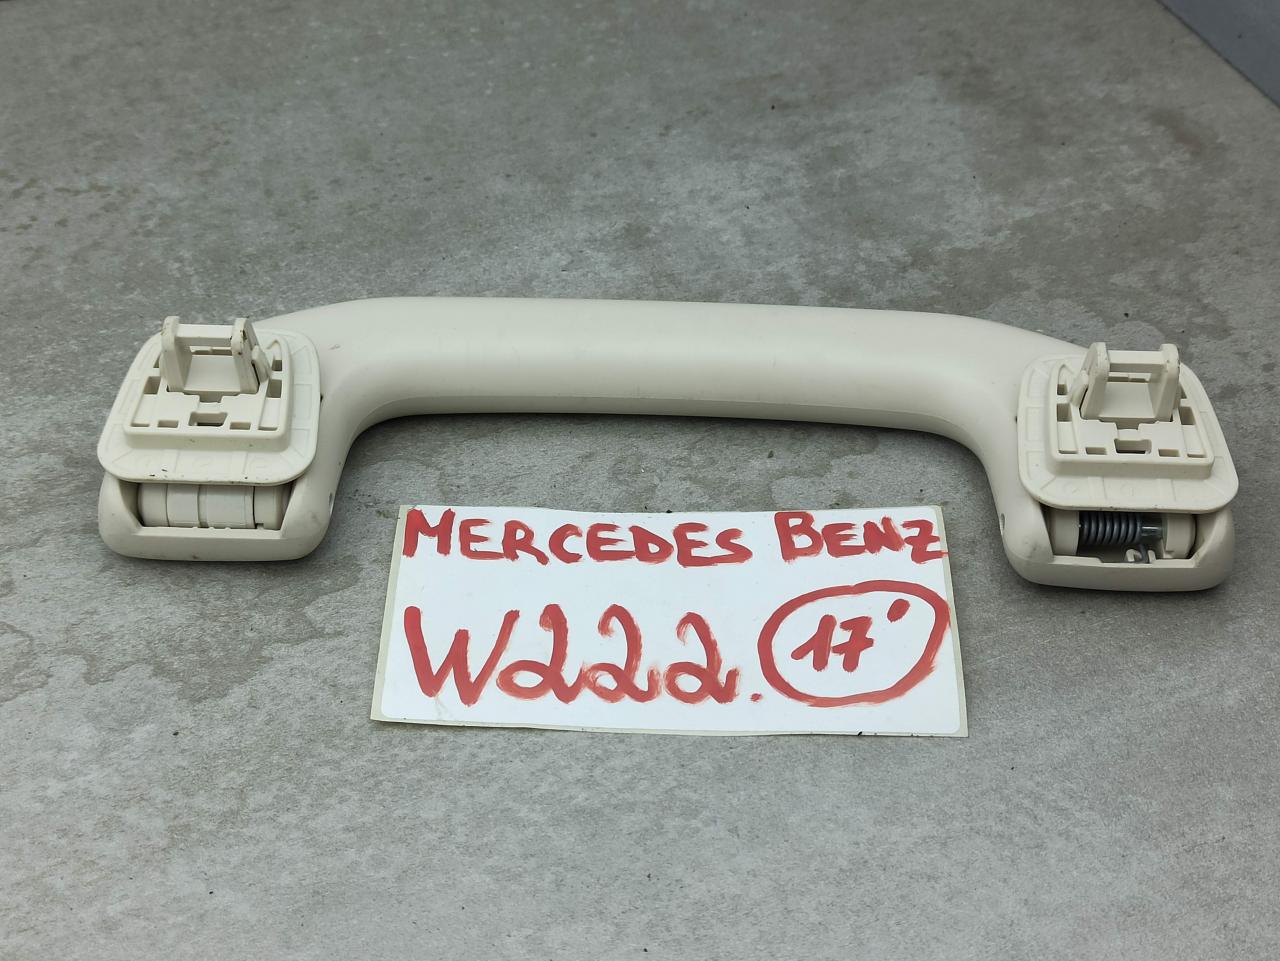 MERCEDES BENZ
W222. 17'